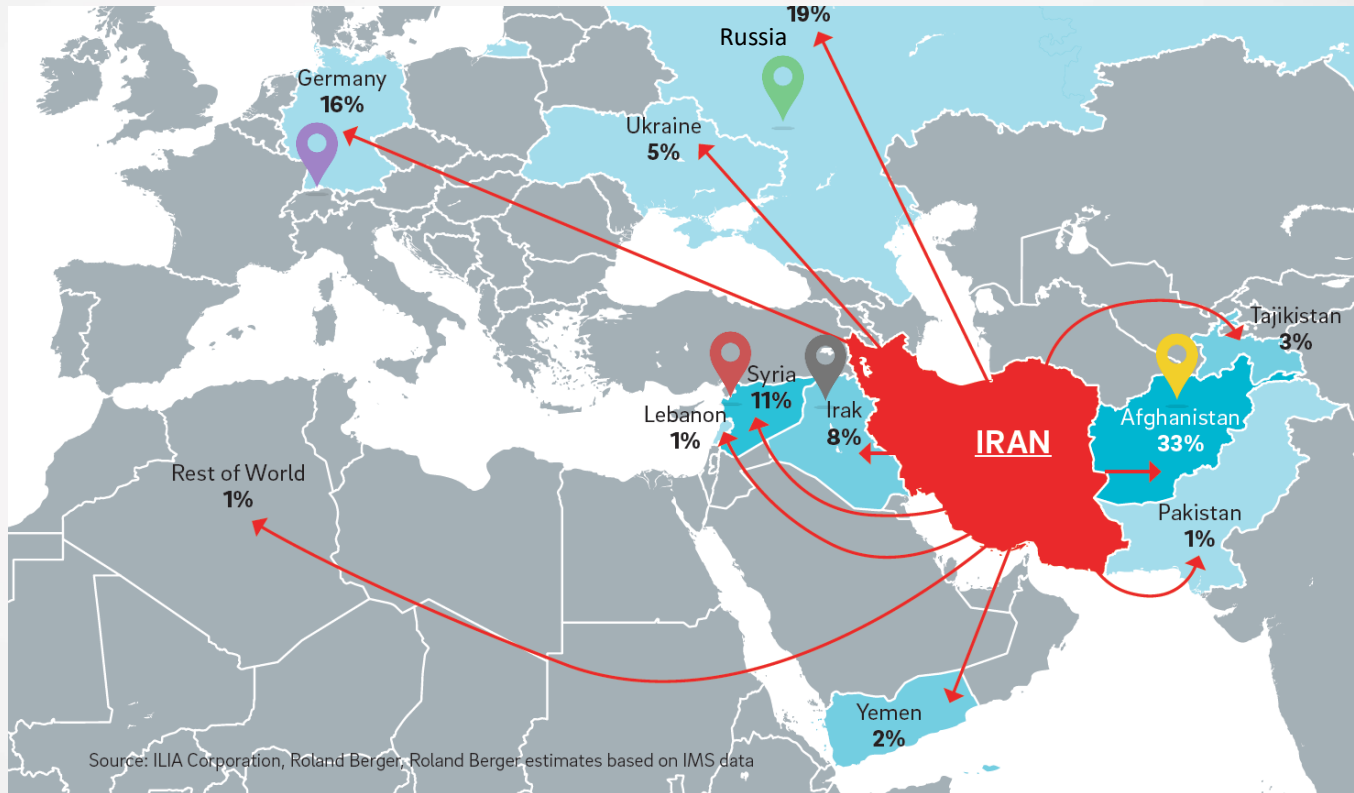 19%
Russia
Germany
16%
Ukraine
5%
Tajikistan
3%
Syria
11%
Lebanon
1%
Irak
8%
IRAN
Afghanistan
33%
Rest of World
1%
Pakistan
1%
Yemen
2%
Source: ILIA Corporation, Roland Berger, Roland Berger estimates based on IMS data